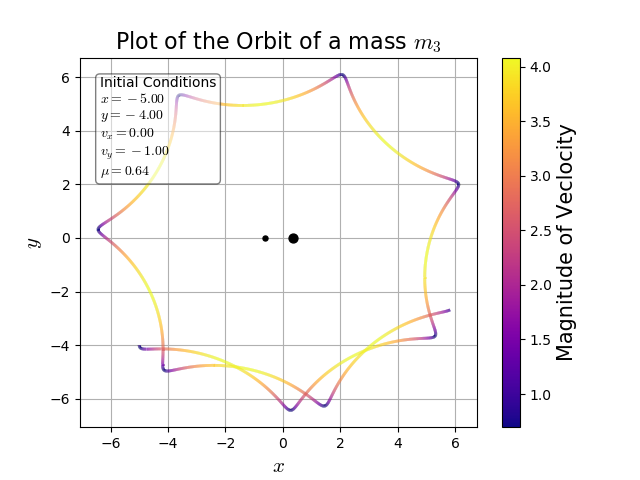 Plot of the Orbit of a mass m₃
Initial Conditions
x = −5.00
y = −4.00
vₓ = 0.00
v_y = −1.00
μ = 0.64
6
4
2
0
−2
−4
−6
y
−6
−4
−2
0
2
4
6
x
4.0
3.5
3.0
2.5
2.0
1.5
1.0
Magnitude of Veclocity